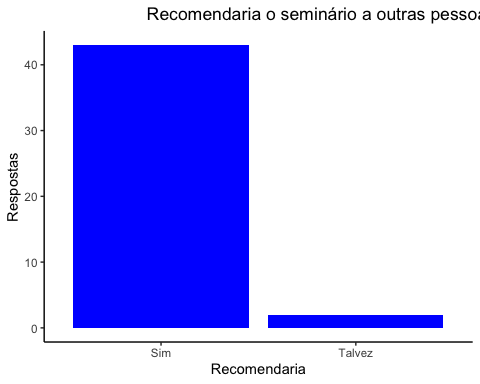 Recomendaria o seminário a outras pessoa
Respostas
40
30
20
10
0
Sim Talvez
Recomendaria